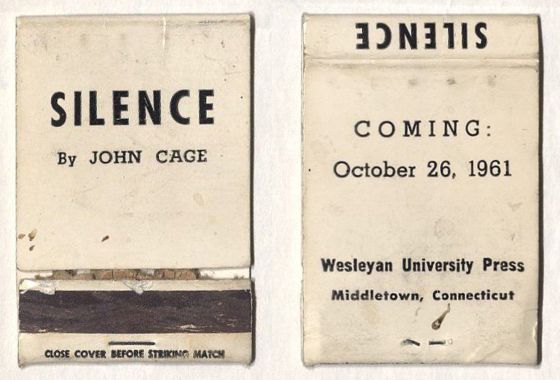 SILENCE
By JOHN CAGE
CLOSE COVER BEFORE STRIKING MATCH
SILENCE
COMING:
October 26, 1961
Wesleyan University Press
Middletown, Connecticut